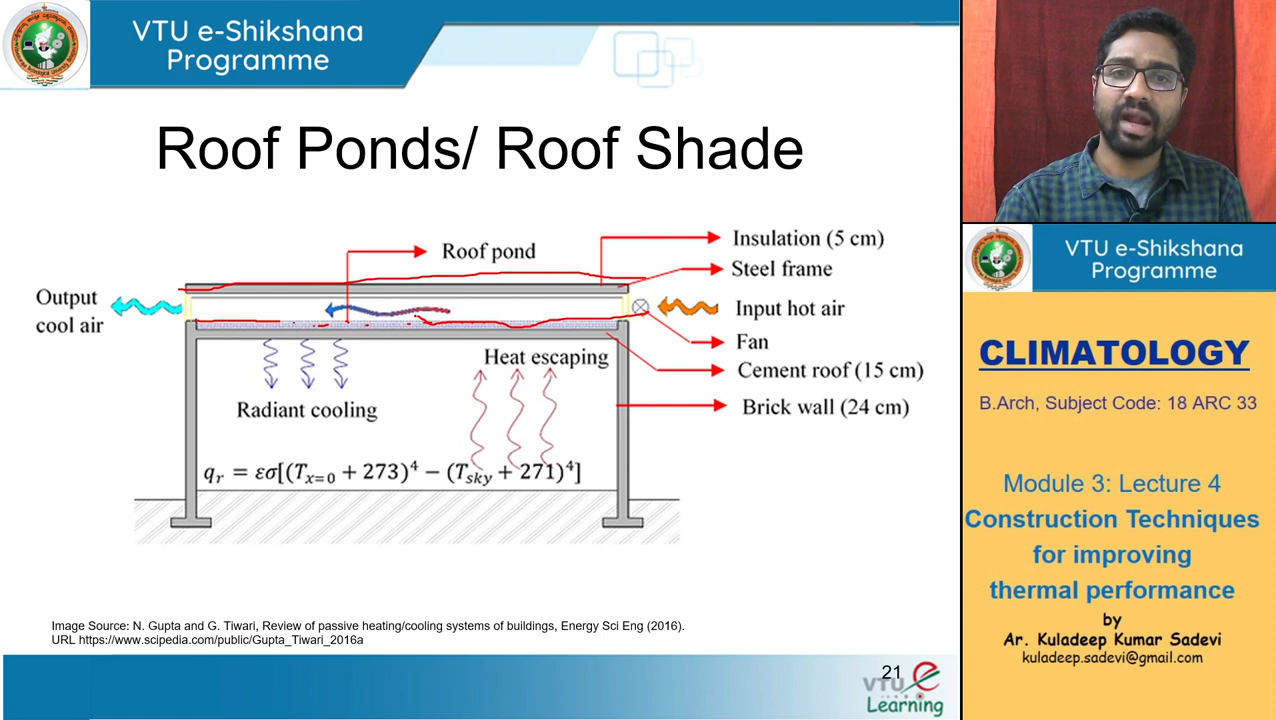 VTU e-Shikshana
Programme
Roof Ponds/ Roof Shade
Roof pond
Insulation (5 cm)
Steel frame
Output
cool air
Input hot air
Fan
Heat escaping
Cement roof (15 cm)
Radiant cooling
Brick wall (24 cm)
qᵣ = εσ[(Tₓ₌₀ + 273)⁴ − (T_sky + 271)⁴]
Image Source: N. Gupta and G. Tiwari, Review of passive heating/cooling systems of buildings, Energy Sci Eng (2016).
URL https://www.scipedia.com/public/Gupta_Tiwari_2016a
21
VTU e
Learning
VTU e-Shikshana
Programme
CLIMATOLOGY
B.Arch, Subject Code: 18 ARC 33
Module 3: Lecture 4
Construction Techniques
for improving
thermal performance
by
Ar. Kuladeep Kumar Sadevi
kuladeep.sadevi@gmail.com